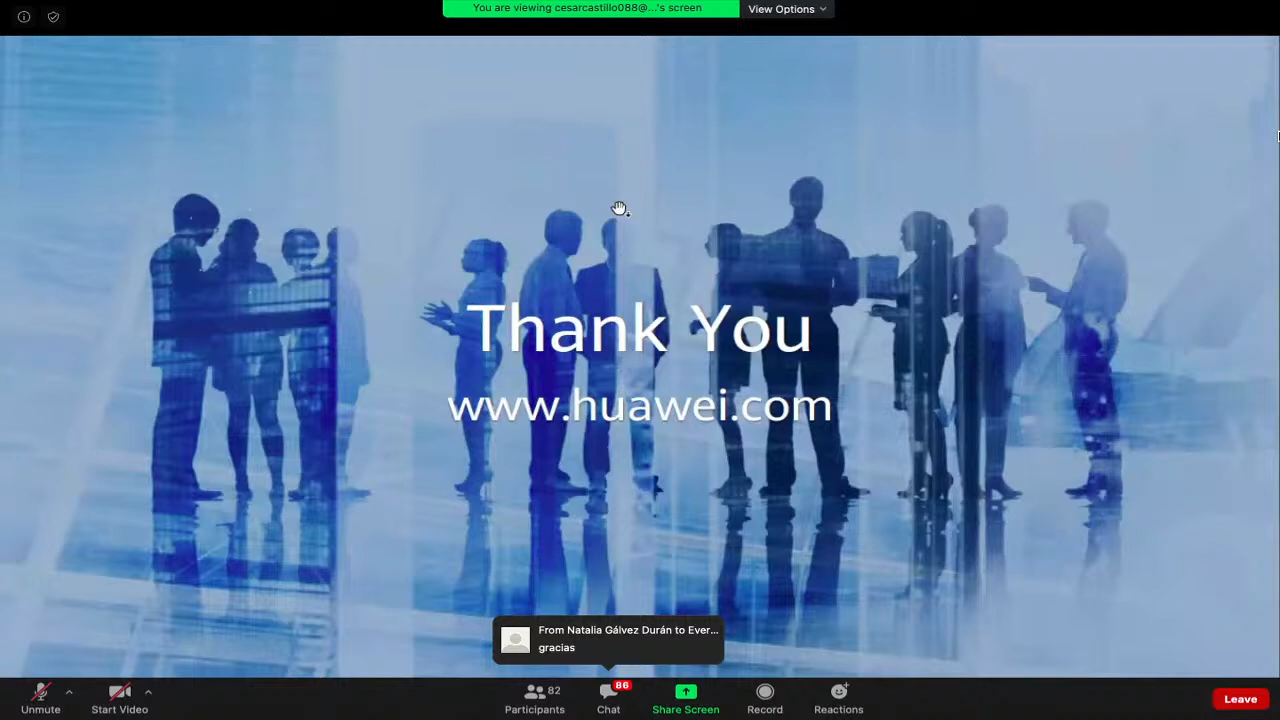 You are viewing cesarcastillo088@...'s screen
View Options
Thank You
www.huawei.com
From Natalia Gálvez Durán to Ever...
gracias
Unmute
Start Video
82
Participants
86
Chat
Share Screen
Record
Reactions
Leave